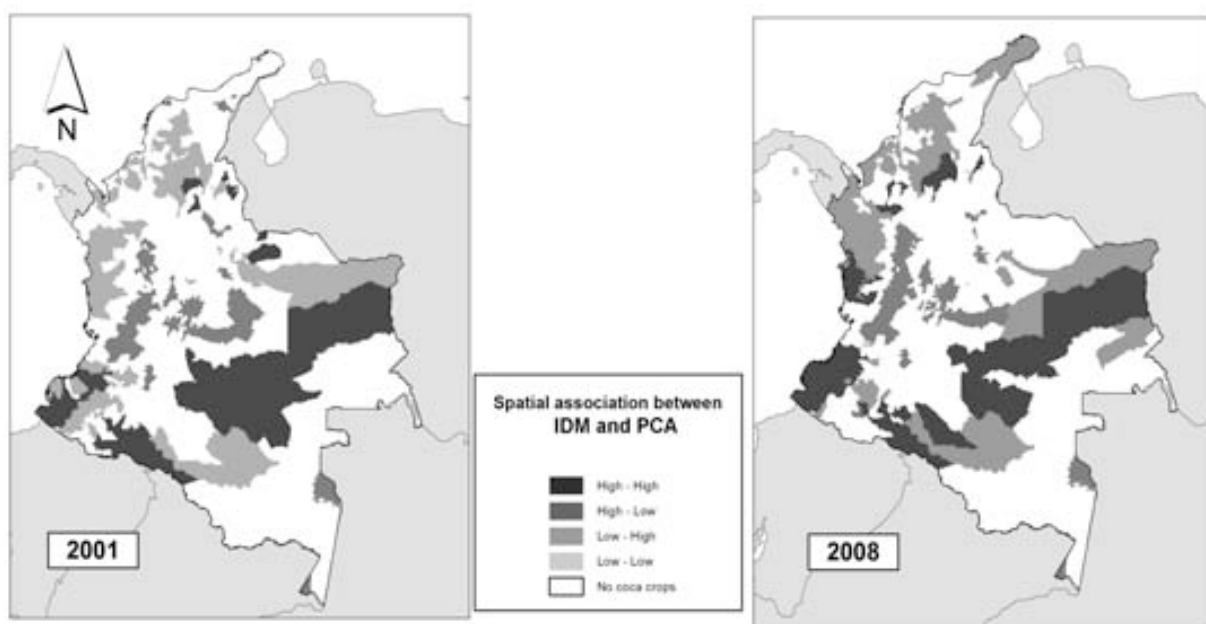 N
2001
Spatial association between
IDM and PCA
High - High
High - Low
Low - High
Low - Low
No coca crops
2008